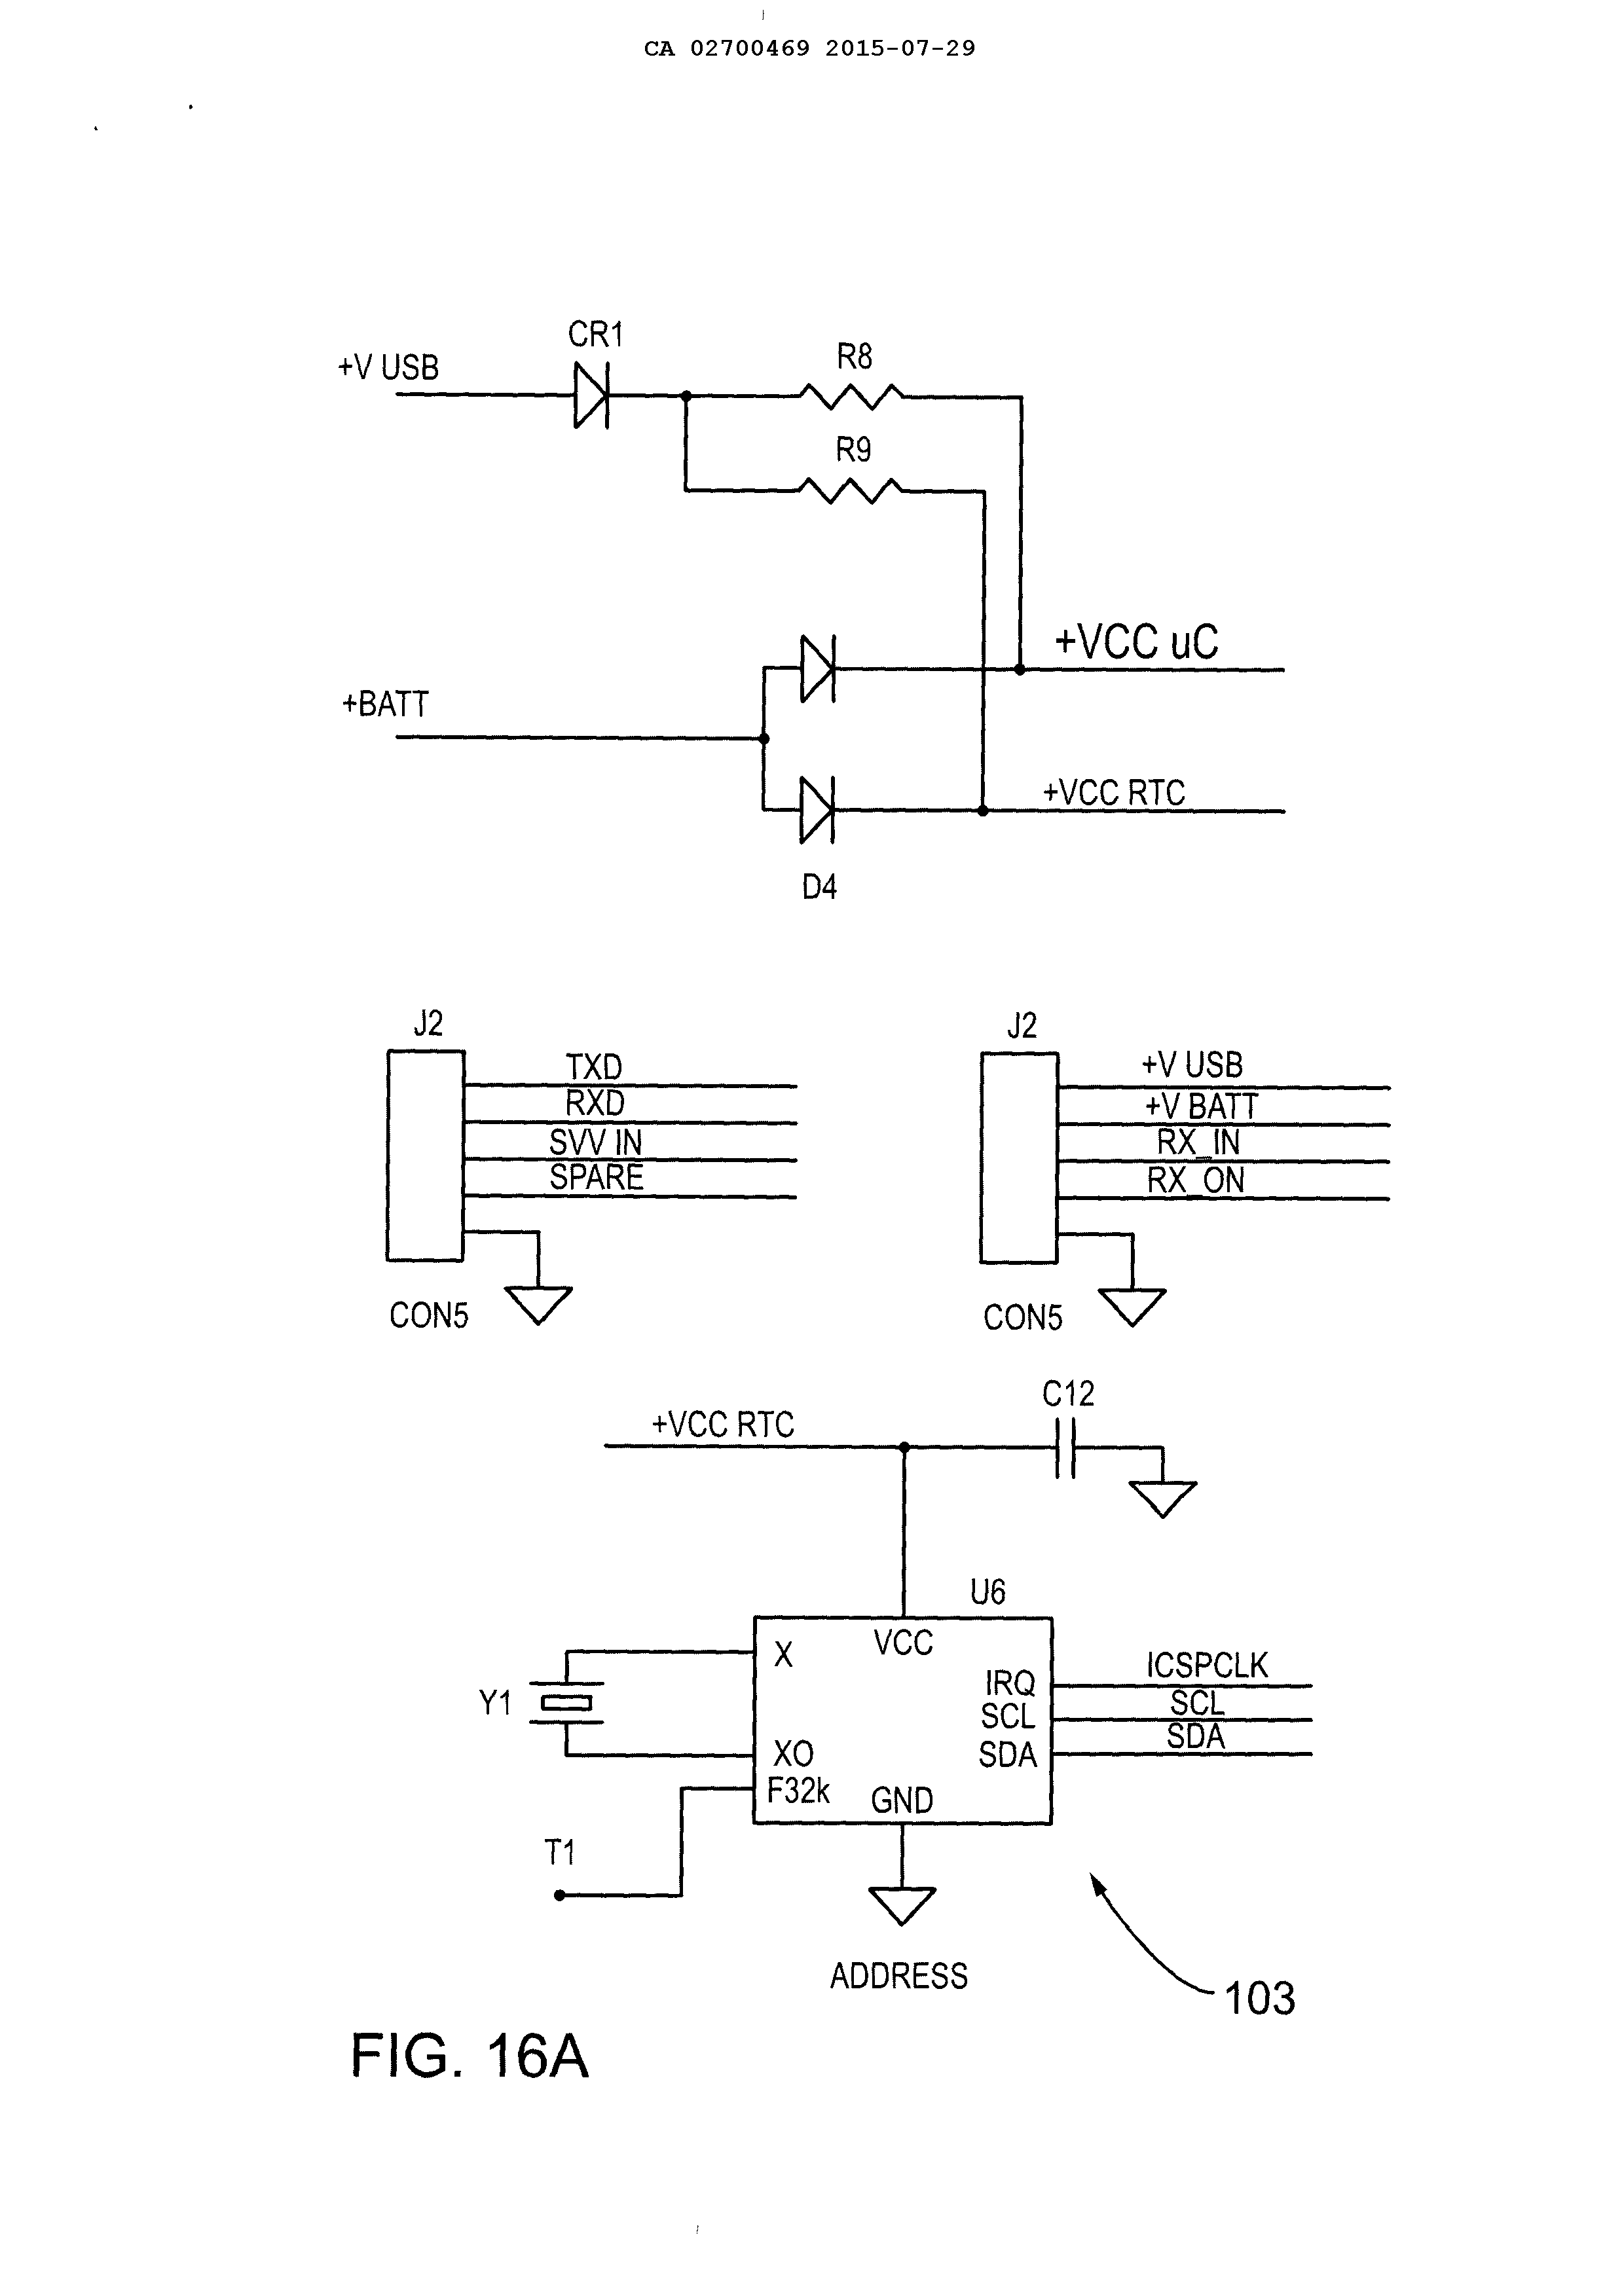 CA 02700469 2015-07-29
CR1
+V USB
R8
R9
+VCC uC
+BATT
+VCC RTC
D4
J2
TXD
RXD
SVV IN
SPARE
CON5
J2
+V USB
+V BATT
RX_IN
RX_ON
CON5
C12
+VCC RTC
U6
VCC
X
Y1
IRQ
ICSPCLK
SCL
SCL
SDA
SDA
XO
F32k
GND
T1
ADDRESS
103
FIG. 16A